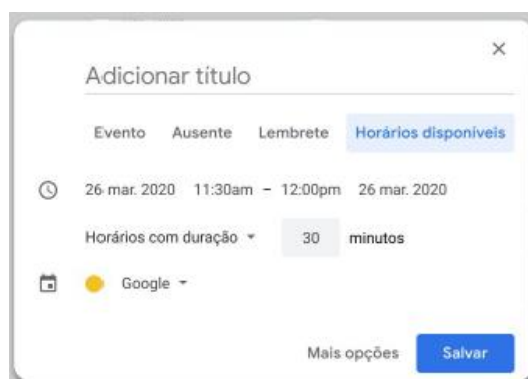 Adicionar título
Evento Ausente Lembrete Horários disponíveis
26 mar. 2020 11:30am – 12:00pm 26 mar. 2020
Horários com duração 30 minutos
Google
Mais opções Salvar